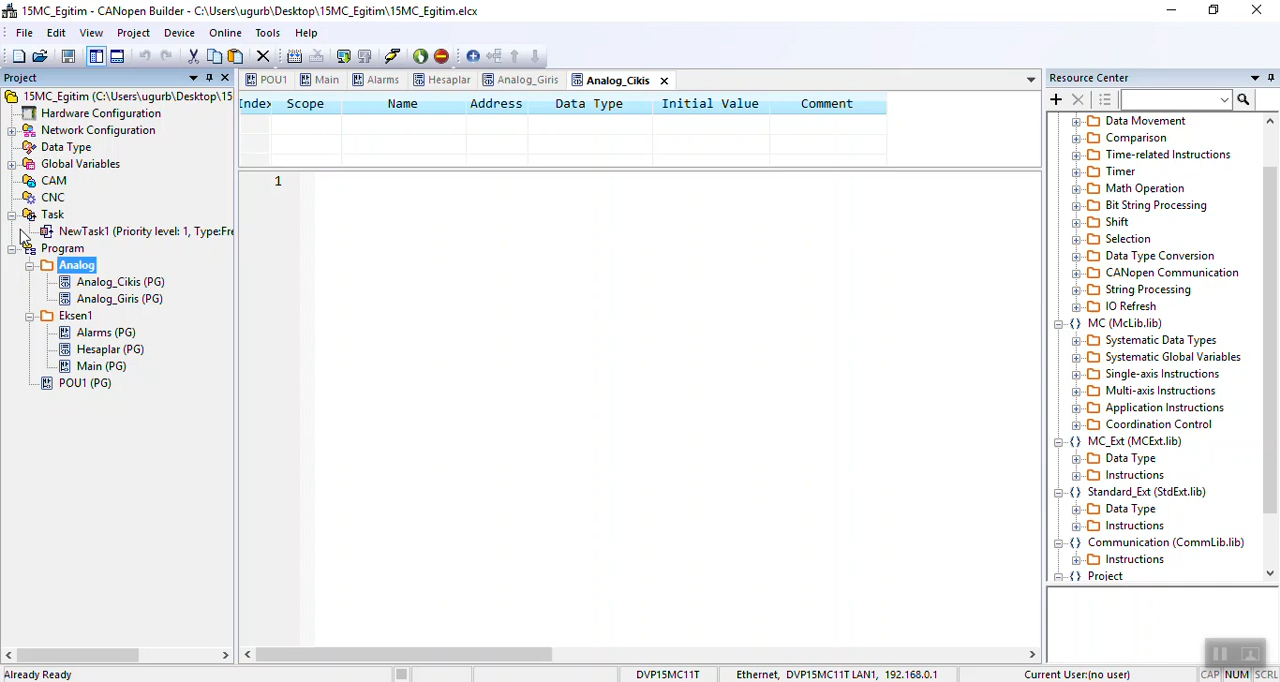 15MC_Egitim - CANopen Builder - C:\Users\ugurb\Desktop\15MC_Egitim\15MC_Egitim.elcx
File Edit View Project Device Online Tools Help
Project
15MC_Egitim (C:\Users\ugurb\Desktop\15
Hardware Configuration
Network Configuration
Data Type
Global Variables
CAM
CNC
Task
NewTask1 (Priority level: 1, Type:Fre
Program
Analog
Analog_Cikis (PG)
Analog_Giris (PG)
Eksen1
Alarms (PG)
Hesaplar (PG)
Main (PG)
POU1 (PG)
POU1 Main Alarms Hesaplar Analog_Giris Analog_Cikis
Index Scope Name Address Data Type Initial Value Comment
1
Resource Center
Data Movement
Comparison
Time-related Instructions
Timer
Math Operation
Bit String Processing
Shift
Selection
Data Type Conversion
CANopen Communication
String Processing
IO Refresh
MC (McLib.lib)
Systematic Data Types
Systematic Global Variables
Single-axis Instructions
Multi-axis Instructions
Application Instructions
Coordination Control
MC_Ext (MCExt.lib)
Data Type
Instructions
Standard_Ext (StdExt.lib)
Data Type
Instructions
Communication (CommLib.lib)
Instructions
Project
Already Ready DVP15MC11T Ethernet, DVP15MC11T LAN1, 192.168.0.1 Current User:(no user) CAP NUM SCRL